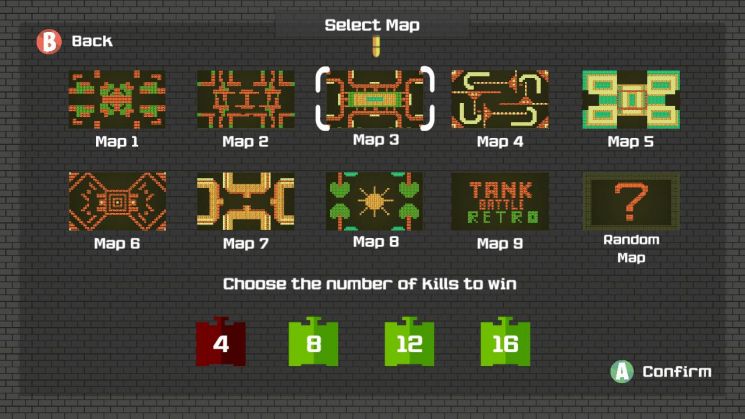 Select Map
B Back
Map 1
Map 2
Map 3
Map 4
Map 5
Map 6
Map 7
Map 8
TANK
BATTLE
RETRO
Map 9
?
Random
Map
Choose the number of kills to win
4
8
12
16
A Confirm